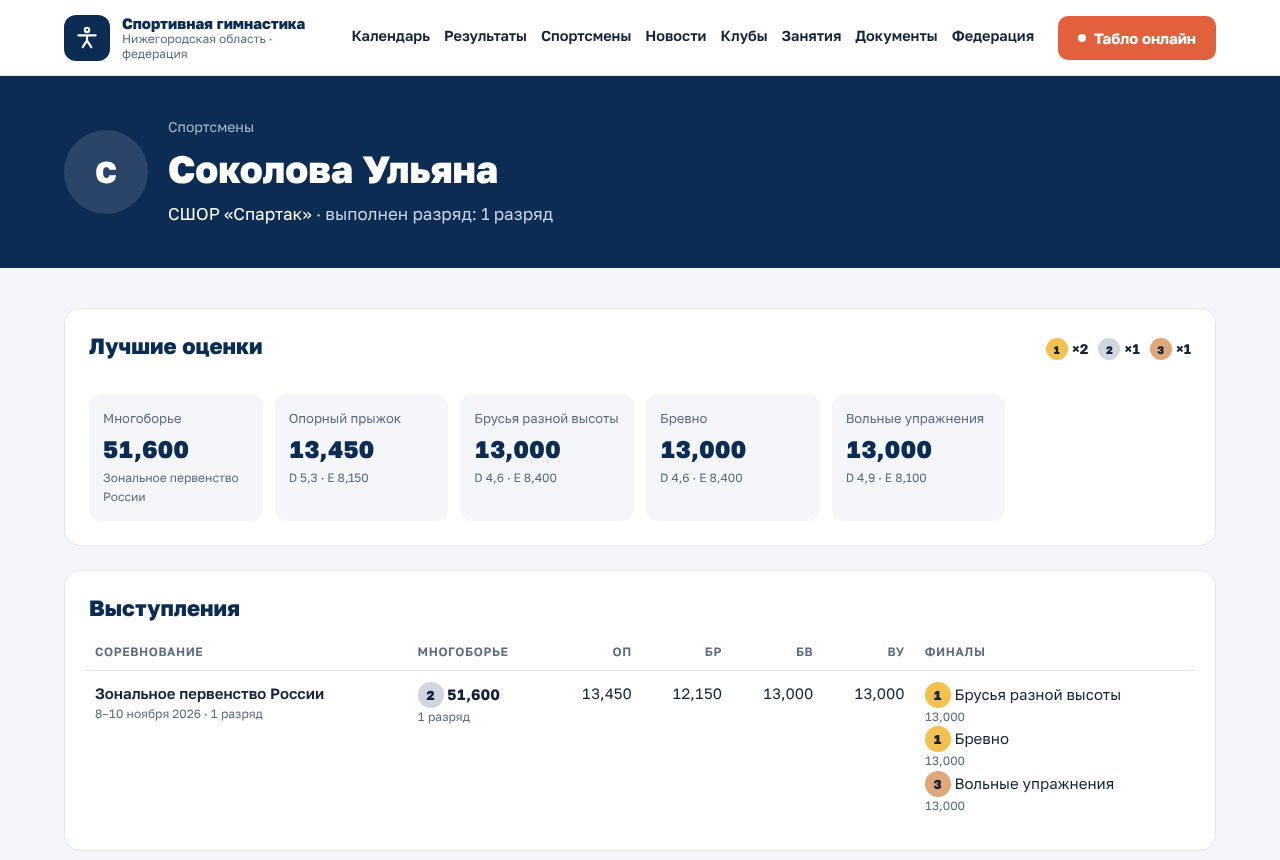 Спортивная гимнастика
Нижегородская область ·
федерация
Календарь Результаты Спортсмены Новости Клубы Занятия Документы Федерация
Табло онлайн
С
Спортсмены
Соколова Ульяна
СШОР «Спартак» · выполнен разряд: 1 разряд
Лучшие оценки
1 ×2 2 ×1 3 ×1
Многоборье
51,600
Зональное первенство
России
Опорный прыжок
13,450
D 5,3 · E 8,150
Брусья разной высоты
13,000
D 4,6 · E 8,400
Бревно
13,000
D 4,6 · E 8,400
Вольные упражнения
13,000
D 4,9 · E 8,100
Выступления
СОРЕВНОВАНИЕ МНОГОБОРЬЕ ОП БР БВ ВУ ФИНАЛЫ
Зональное первенство России 2 51,600 13,450 12,150 13,000 13,000 1 Брусья разной высоты
8–10 ноября 2026 · 1 разряд 1 разряд 13,000
1 Бревно
13,000
3 Вольные упражнения
13,000